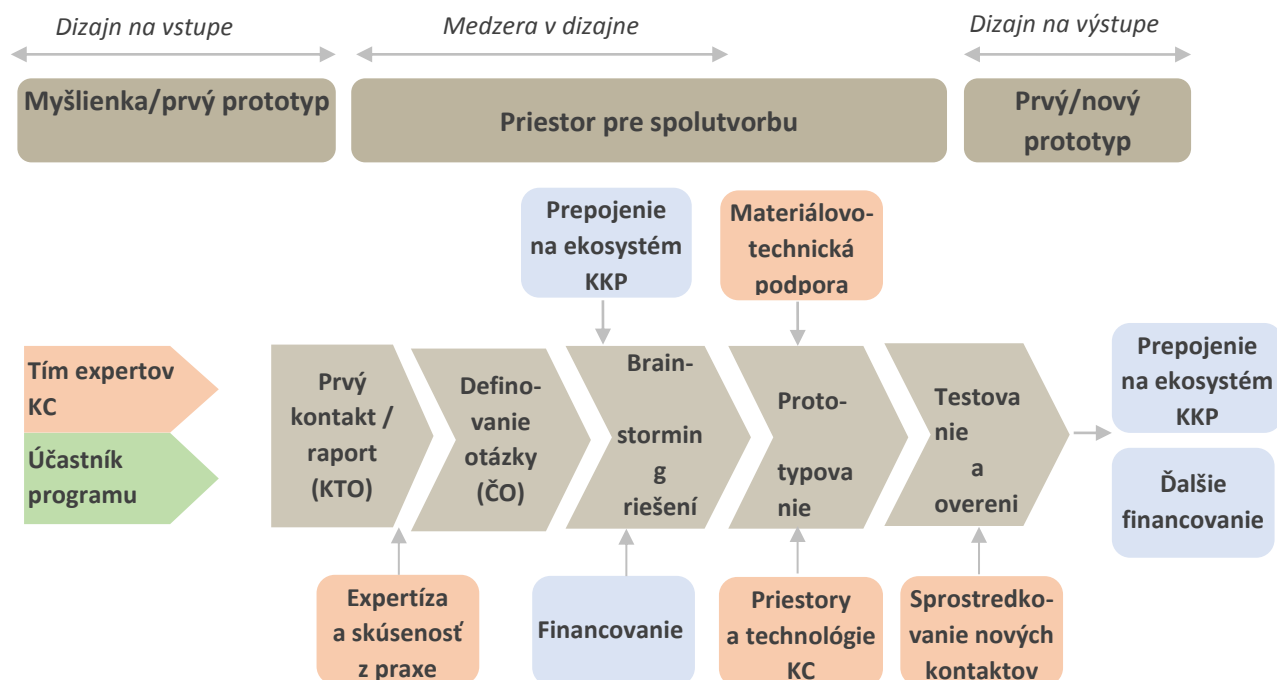 Dizajn na vstupe
Medzera v dizajne
Dizajn na výstupe
Myšlienka/prvý prototyp
Priestor pre spolutvorbu
Prvý/nový
prototyp
Prepojenie
na ekosystém
KKP
Materiálovo-
technická
podpora
Tím expertov
KC
Účastník
programu
Prvý
kontakt /
raport
(KTO)
Defino-
vanie
otázky
(ČO)
Brain-
stormin
g
riešení
Proto-
typova
nie
Testova
nie
a
overeni
Prepojenie
na ekosystém
KKP
Ďalšie
financovanie
Expertíza
a skúsenosť
z praxe
Financovanie
Priestory
a technológie
KC
Sprostredko-
vanie nových
kontaktov